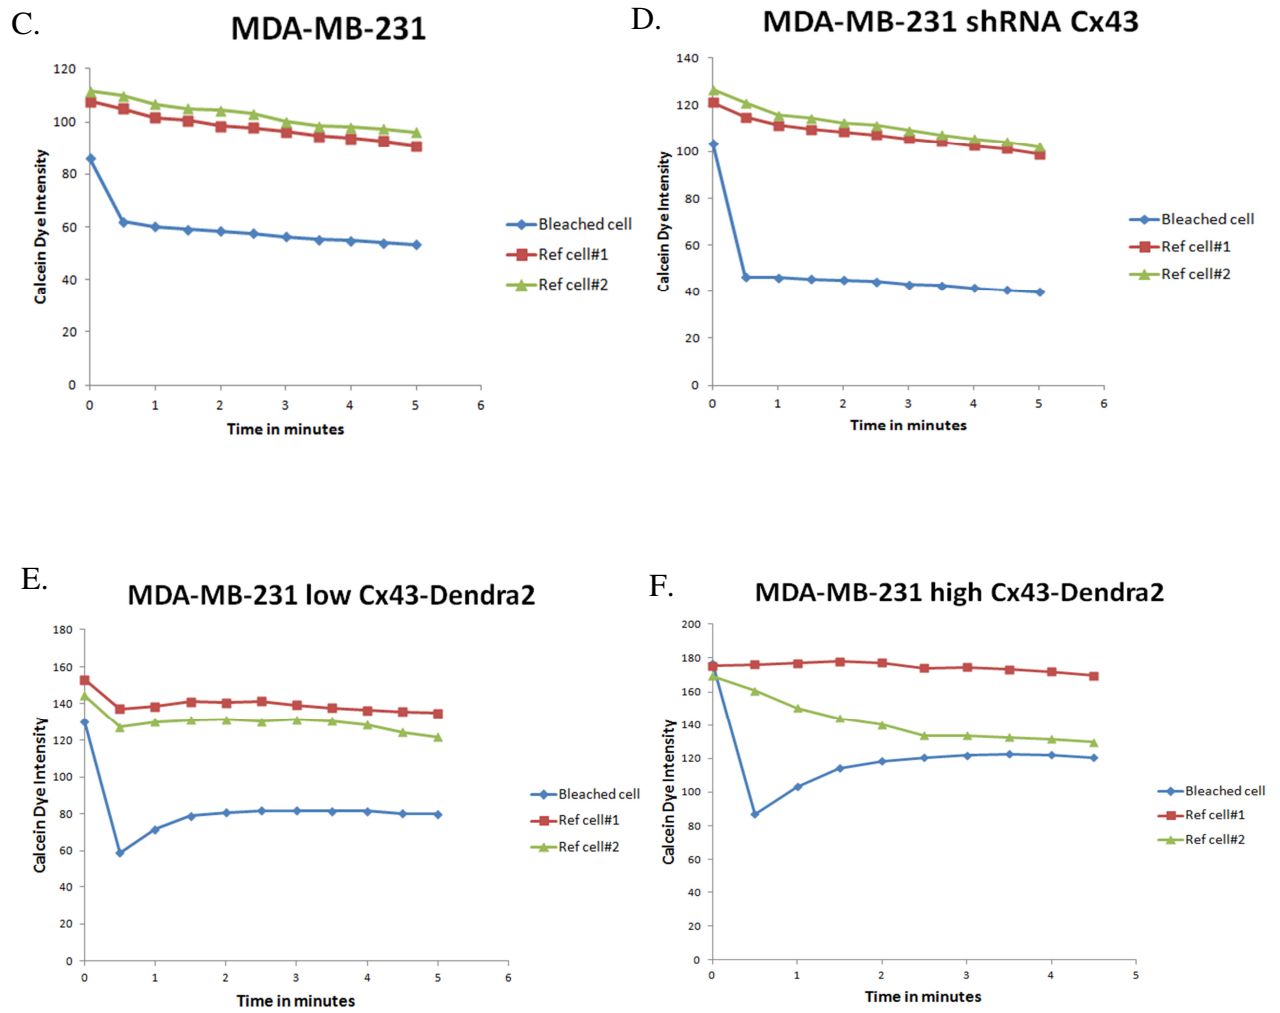 C.
MDA-MB-231
120
100
80
60
40
20
0
0 1 2 3 4 5 6
Calcein Dye Intensity
Time in minutes
Bleached cell
Ref cell#1
Ref cell#2
D.
MDA-MB-231 shRNA Cx43
140
120
100
80
60
40
20
0
0 1 2 3 4 5 6
Calcein Dye Intensity
Time in minutes
Bleached cell
Ref cell#1
Ref cell#2
E.
MDA-MB-231 low Cx43-Dendra2
180
160
140
120
100
80
60
40
20
0
0 1 2 3 4 5 6
Calcein Dye Intensity
Time in minutes
Bleached cell
Ref cell#1
Ref cell#2
F.
MDA-MB-231 high Cx43-Dendra2
200
180
160
140
120
100
80
60
40
20
0
0 1 2 3 4 5
Calcein Dye Intensity
Time in minutes
Bleached cell
Ref cell#1
Ref cell#2